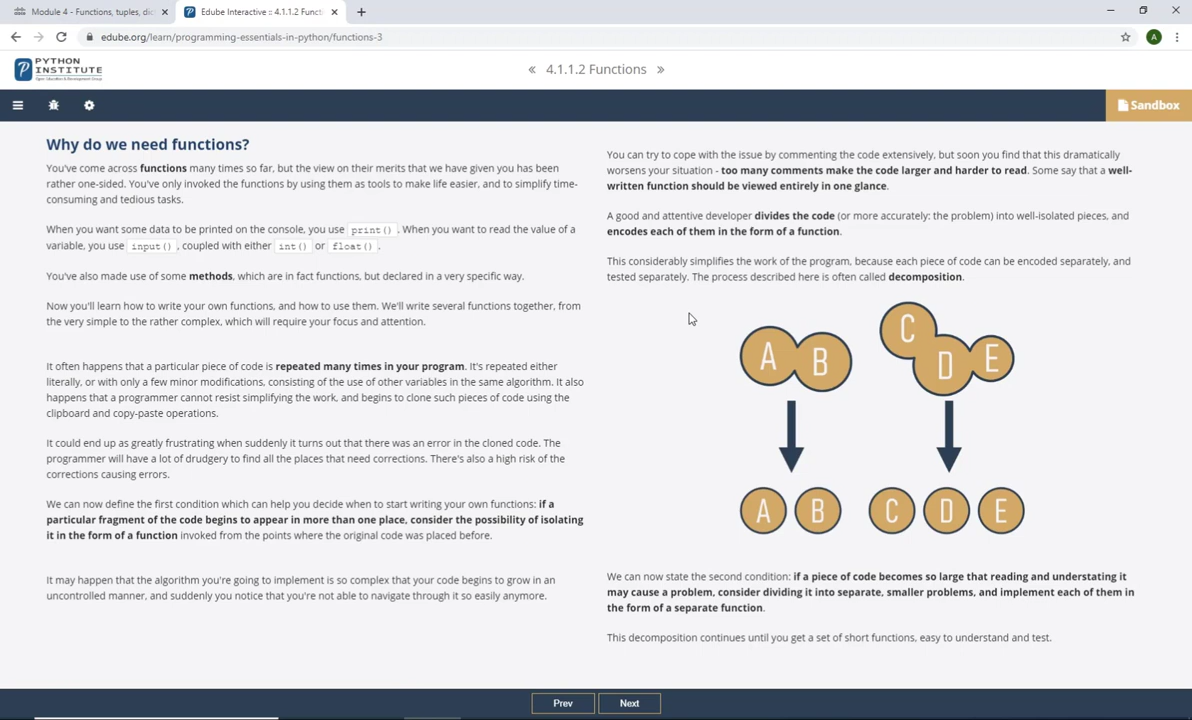 Module 4 - Functions, tuples, dic
Edube Interactive :: 4.1.1.2 Functi
edube.org/learn/programming-essentials-in-python/functions-3
A
PYTHON
INSTITUTE
Open Education & Development Group
« 4.1.1.2 Functions »
Sandbox
Why do we need functions?
You've come across functions many times so far, but the view on their merits that we have given you has been
rather one-sided. You've only invoked the functions by using them as tools to make life easier, and to simplify time-
consuming and tedious tasks.
When you want some data to be printed on the console, you use print() . When you want to read the value of a
variable, you use input() , coupled with either int() or float() .
You've also made use of some methods, which are in fact functions, but declared in a very specific way.
Now you'll learn how to write your own functions, and how to use them. We'll write several functions together, from
the very simple to the rather complex, which will require your focus and attention.
It often happens that a particular piece of code is repeated many times in your program. It's repeated either
literally, or with only a few minor modifications, consisting of the use of other variables in the same algorithm. It also
happens that a programmer cannot resist simplifying the work, and begins to clone such pieces of code using the
clipboard and copy-paste operations.
It could end up as greatly frustrating when suddenly it turns out that there was an error in the cloned code. The
programmer will have a lot of drudgery to find all the places that need corrections. There's also a high risk of the
corrections causing errors.
We can now define the first condition which can help you decide when to start writing your own functions: if a
particular fragment of the code begins to appear in more than one place, consider the possibility of isolating
it in the form of a function invoked from the points where the original code was placed before.
It may happen that the algorithm you're going to implement is so complex that your code begins to grow in an
uncontrolled manner, and suddenly you notice that you're not able to navigate through it so easily anymore.
You can try to cope with the issue by commenting the code extensively, but soon you find that this dramatically
worsens your situation - too many comments make the code larger and harder to read. Some say that a well-
written function should be viewed entirely in one glance.
A good and attentive developer divides the code (or more accurately: the problem) into well-isolated pieces, and
encodes each of them in the form of a function.
This considerably simplifies the work of the program, because each piece of code can be encoded separately, and
tested separately. The process described here is often called decomposition.
A B C D E
A B C D E
We can now state the second condition: if a piece of code becomes so large that reading and understating it
may cause a problem, consider dividing it into separate, smaller problems, and implement each of them in
the form of a separate function.
This decomposition continues until you get a set of short functions, easy to understand and test.
Prev Next